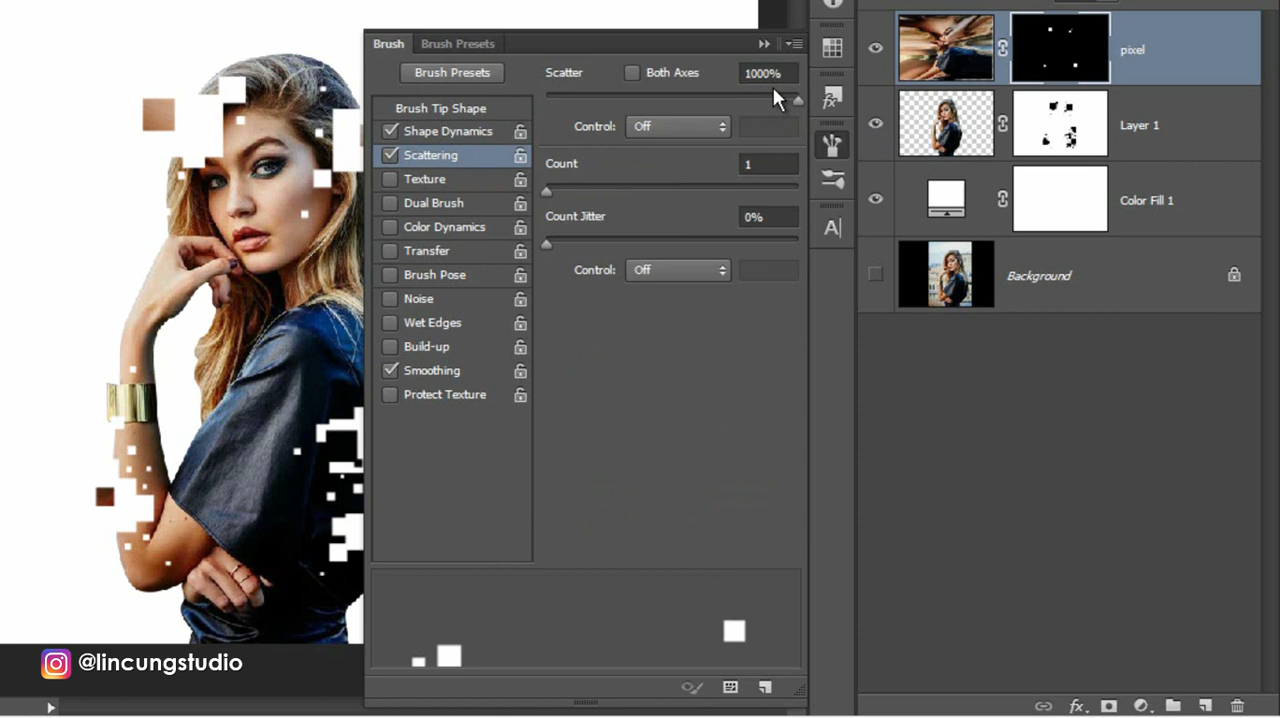 Brush
Brush Presets
Brush Presets
Scatter
Both Axes
1000%
Brush Tip Shape
Control: Off
Shape Dynamics
Scattering
Count
1
Texture
Dual Brush
Count Jitter
0%
Color Dynamics
Transfer
Control: Off
Brush Pose
Noise
Wet Edges
Build-up
Smoothing
Protect Texture
A
fx
pixel
Layer 1
Color Fill 1
Background
fx
@lincungstudio